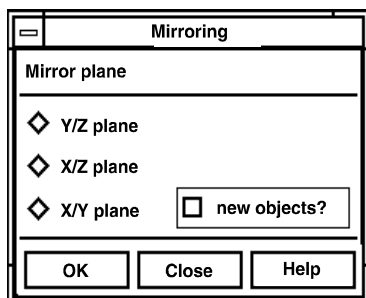 Mirroring
Mirror plane
Y/Z plane
X/Z plane
X/Y plane new objects?
OK Close Help